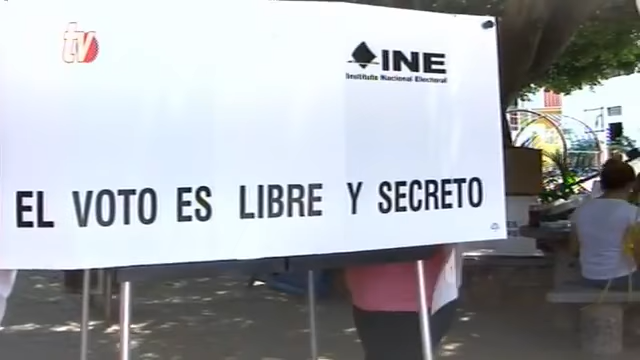 tv
INE
Instituto Nacional Electoral
EL VOTO ES LIBRE Y SECRETO